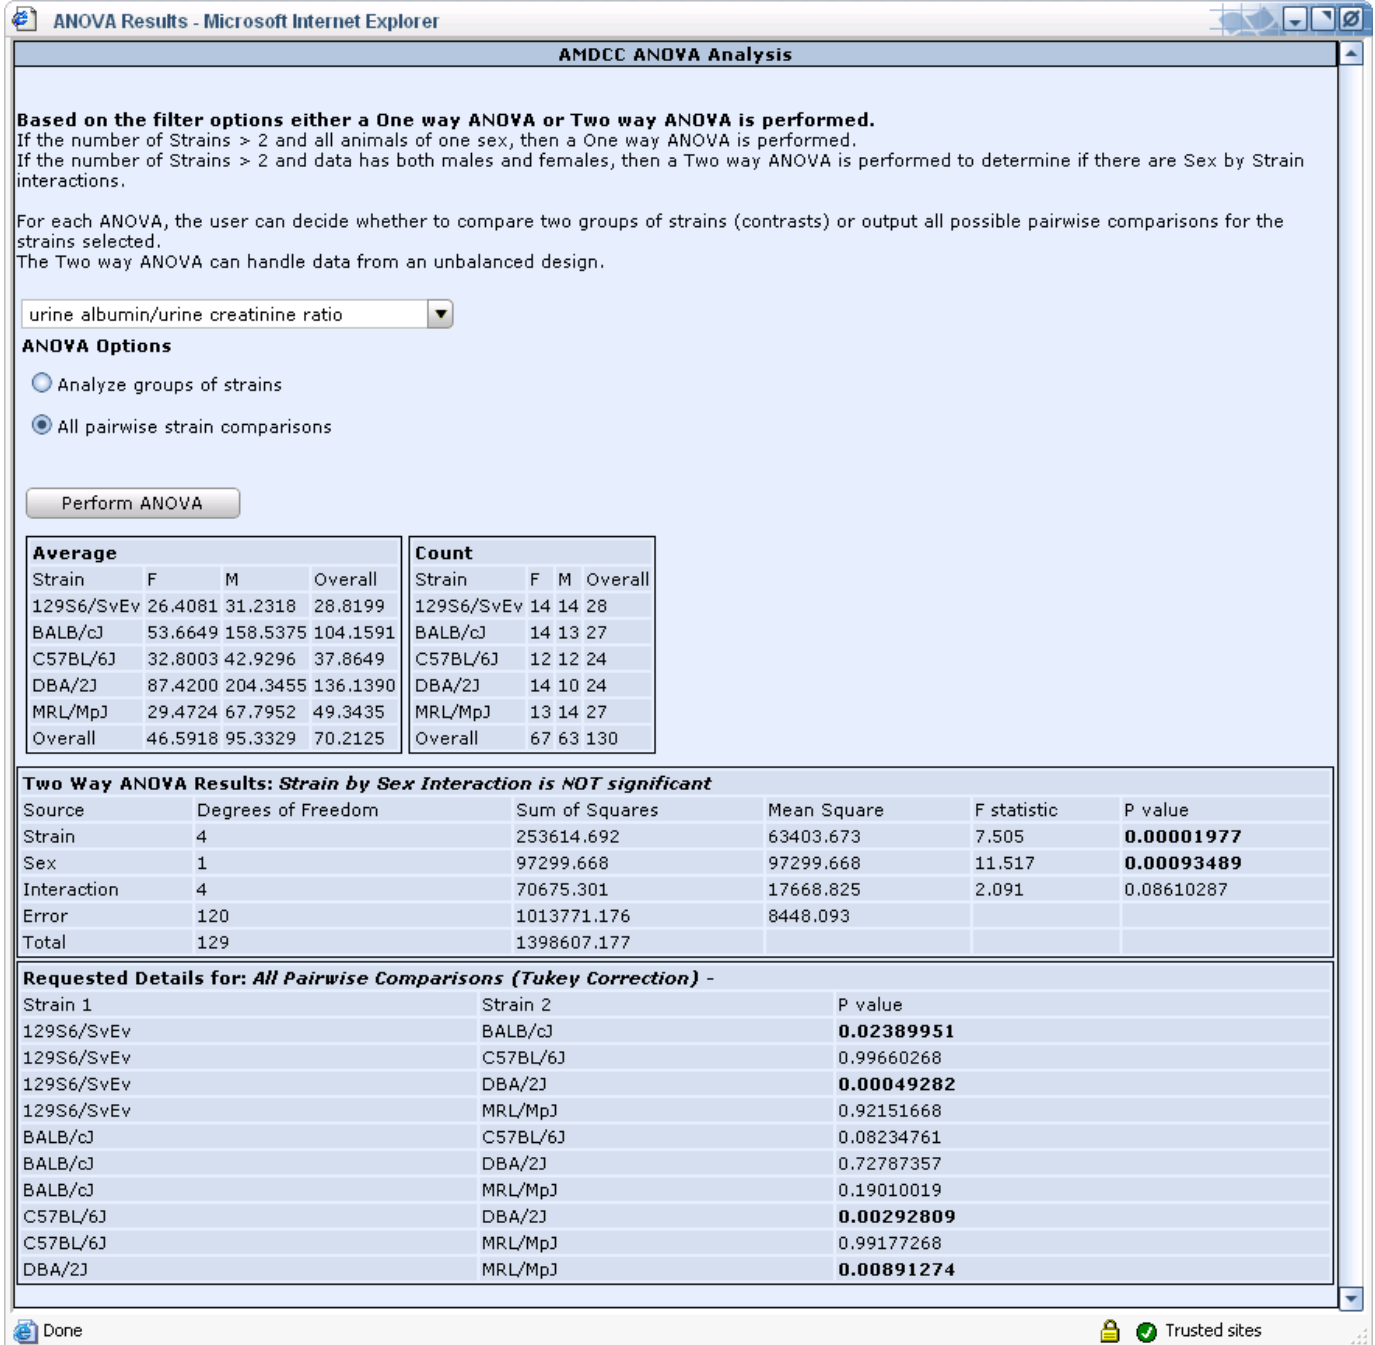 ANOVA Results - Microsoft Internet Explorer
AMDCC ANOVA Analysis
Based on the filter options either a One way ANOVA or Two way ANOVA is performed.
If the number of Strains > 2 and all animals of one sex, then a One way ANOVA is performed.
If the number of Strains > 2 and data has both males and females, then a Two way ANOVA is performed to determine if there are Sex by Strain
interactions.
For each ANOVA, the user can decide whether to compare two groups of strains (contrasts) or output all possible pairwise comparisons for the
strains selected.
The Two way ANOVA can handle data from an unbalanced design.
urine albumin/urine creatinine ratio
ANOVA Options
Analyze groups of strains
All pairwise strain comparisons
Perform ANOVA
Average
Strain F M Overall
129S6/SvEv 26.4081 31.2318 28.8199
BALB/cJ 53.6649 158.5375 104.1591
C57BL/6J 32.8003 42.9296 37.8649
DBA/2J 87.4200 204.3455 136.1390
MRL/MpJ 29.4724 67.7952 49.3435
Overall 46.5918 95.3329 70.2125
Count
Strain F M Overall
129S6/SvEv 14 14 28
BALB/cJ 14 13 27
C57BL/6J 12 12 24
DBA/2J 14 10 24
MRL/MpJ 13 14 27
Overall 67 63 130
Two Way ANOVA Results: Strain by Sex Interaction is NOT significant
Source Degrees of Freedom Sum of Squares Mean Square F statistic P value
Strain 4 253614.692 63403.673 7.505 0.00001977
Sex 1 97299.668 97299.668 11.517 0.00093489
Interaction 4 70675.301 17668.825 2.091 0.08610287
Error 120 1013771.176 8448.093
Total 129 1398607.177
Requested Details for: All Pairwise Comparisons (Tukey Correction) -
Strain 1 Strain 2 P value
129S6/SvEv BALB/cJ 0.02389951
129S6/SvEv C57BL/6J 0.99660268
129S6/SvEv DBA/2J 0.00049282
129S6/SvEv MRL/MpJ 0.92151668
BALB/cJ C57BL/6J 0.08234761
BALB/cJ DBA/2J 0.72787357
BALB/cJ MRL/MpJ 0.19010019
C57BL/6J DBA/2J 0.00292809
C57BL/6J MRL/MpJ 0.99177268
DBA/2J MRL/MpJ 0.00891274
Done
Trusted sites